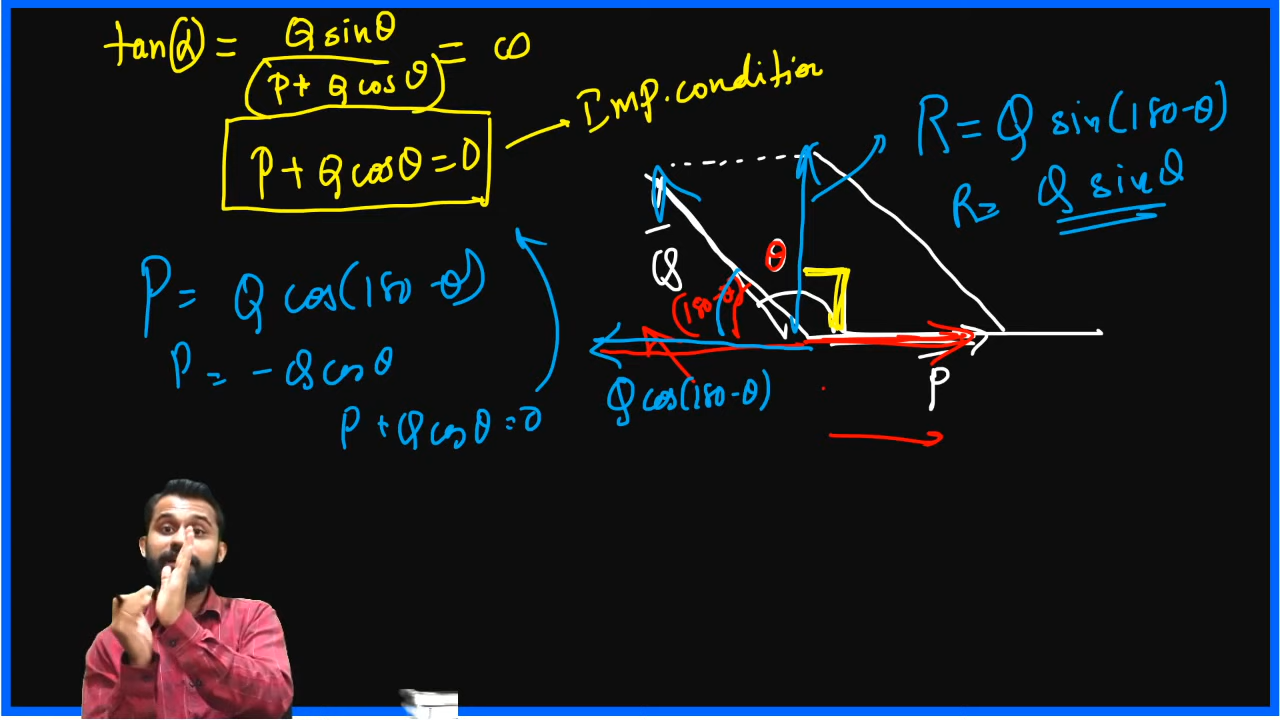 tan(α) = Q sinθ / (P + Q cosθ) = ∞
P + Q cosθ = 0
Imp. condition
R = Q sin(180-θ)
R = Q sinθ
P = Q cos(180-θ)
P = - Q cosθ
P + Q cosθ = 0
Q
θ
(180-θ)
Q cos(180-θ)
P